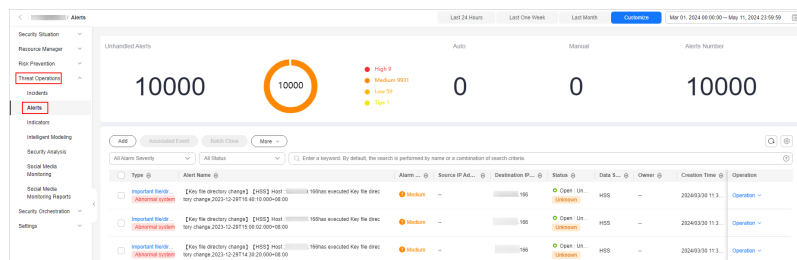 / Alerts
Last 24 Hours Last One Week Last Month Customize Mar 01, 2024 00:00:00 – May 11, 2024 23:59:59
Security Situation
Resource Manager
Risk Prevention
Threat Operations
Incidents
Alerts
Indicators
Intelligent Modeling
Security Analysis
Social Media
Monitoring
Social Media
Monitoring Reports
Security Orchestration
Settings
Unhandled Alerts Auto Manual Alerts Number
10000
10000
High 9
Medium 9931
Low 59
Tips 1
0
0
10000
Add Associated Event Batch Close More
All Alarm Severity All Status Enter a keyword. By default, the search is performed by name or a combination of search criteria.
Type Alert Name Alarm ... Source IP Ad... Destination IP... Status Data S... Owner Creation Time Operation
Important file/dir... [Key file directory change] [HSS] Host : .166has executed Key file direc Medium -- .166 Open | Un... HSS -- 2024/03/30 11:3... Operation
Abnormal system tory change,2023-12-29T16:40:10.000+08:00 Unknown
Important file/dir... [Key file directory change] [HSS] Host : .166has executed Key file direc Medium -- .166 Open | Un... HSS -- 2024/03/30 11:3... Operation
Abnormal system tory change,2023-12-29T15:00:02.000+08:00 Unknown
Important file/dir... [Key file directory change] [HSS] Host : .166has executed Key file direc Medium -- 166 Open | Un... HSS -- 2024/03/30 11:3... Operation
Abnormal system tory change,2023-12-29T14:30:20.000+08:00 Unknown